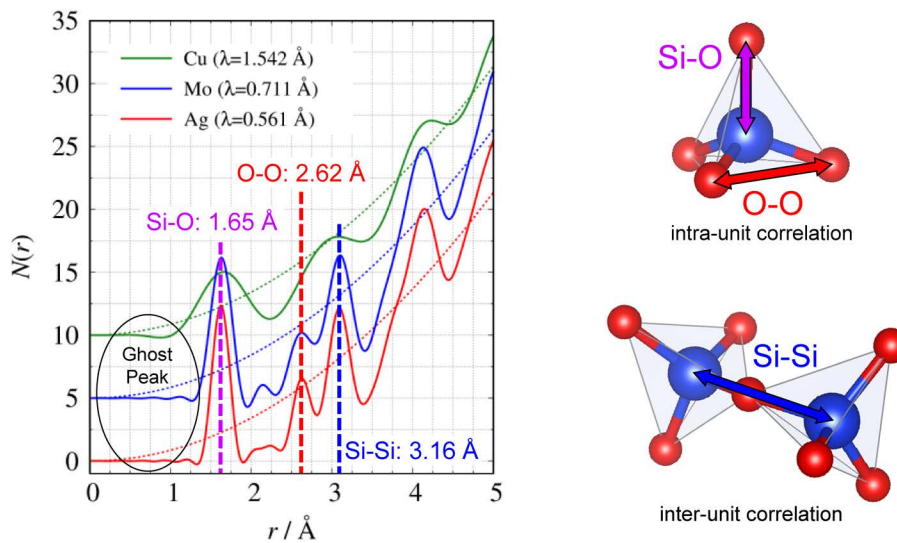 35
30
25
20
15
10
5
0
N(r)
Cu (λ=1.542 Å)
Mo (λ=0.711 Å)
Ag (λ=0.561 Å)
O-O: 2.62 Å
Si-O: 1.65 Å
Ghost
Peak
Si-Si: 3.16 Å
0 1 2 3 4 5
r / Å
Si-O
O-O
intra-unit correlation
Si-Si
inter-unit correlation